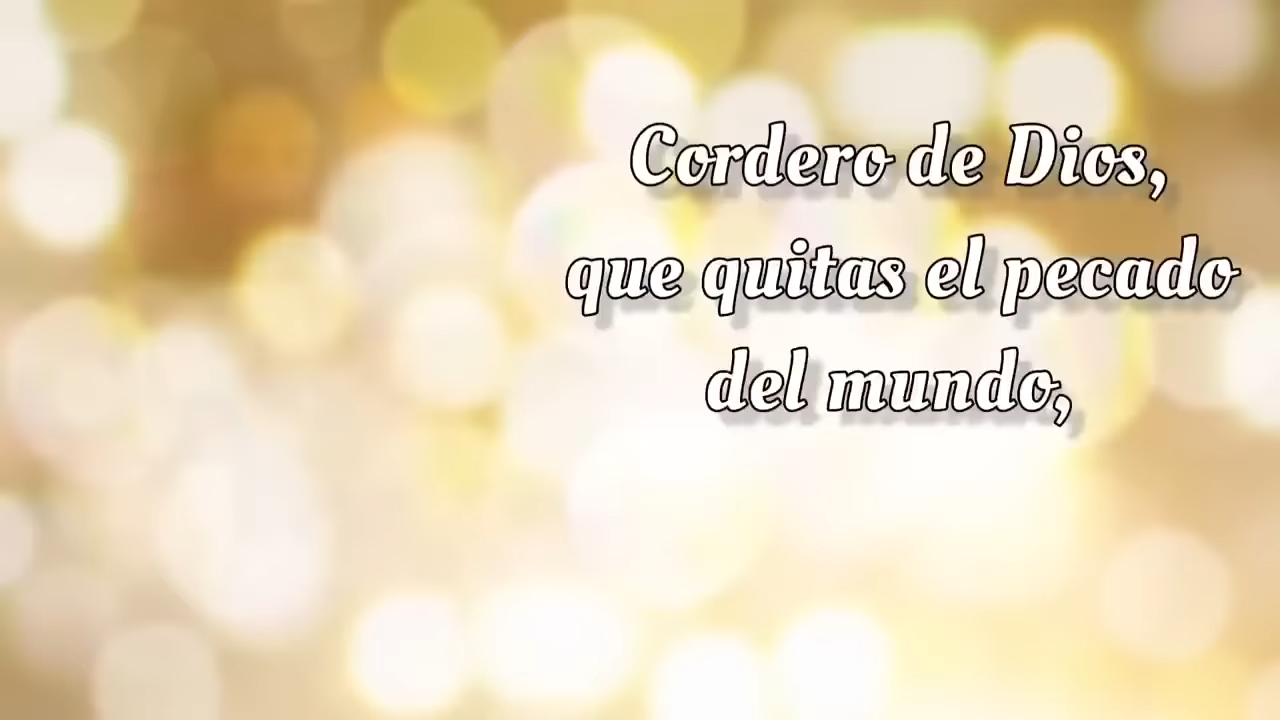 Cordero de Dios,
que quitas el pecado
del mundo,